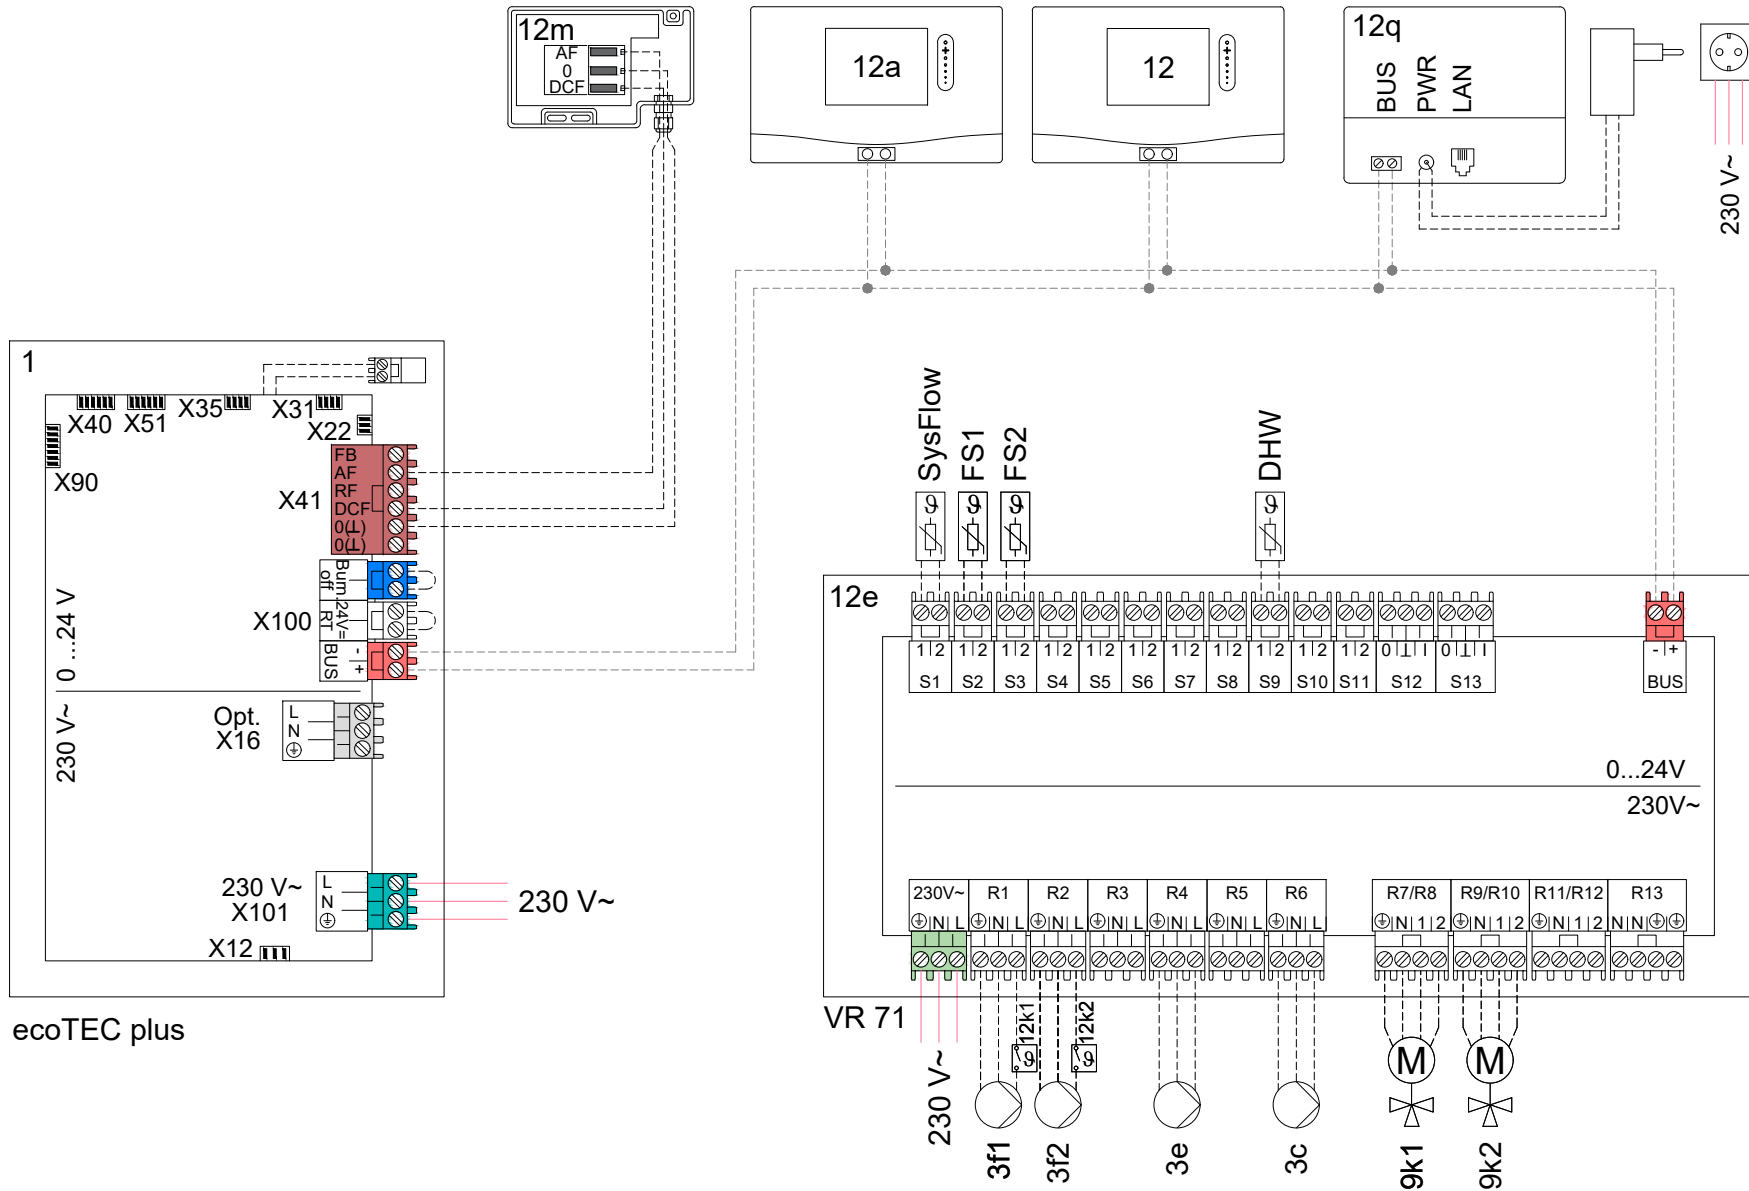 12m
AF
0
DCF
12a
12
12q
BUS
PWR
LAN
230 V~
1
X40
X51
X35
X31
X22
X90
X41
FB
AF
RF
DCF
0(⊥)
0(⊥)
Burn.
off
X100
24V=
RT
BUS
-
+
0 ...24 V
230 V~
Opt.
X16
L
N
230 V~
X101
L
N
230 V~
X12
ecoTEC plus
SysFlow
FS1
FS2
DHW
ϑ
ϑ
ϑ
ϑ
12e
1|2
1|2
1|2
1|2
1|2
1|2
1|2
1|2
1|2
1|2
1|2
0|⊥|I
0|⊥|I
-|+
S1
S2
S3
S4
S5
S6
S7
S8
S9
S10
S11
S12
S13
BUS
0...24V
230V~
230V~
R1
R2
R3
R4
R5
R6
R7/R8
R9/R10
R11/R12
R13
⏚|N|L
⏚|N|L
⏚|N|L
⏚|N|L
⏚|N|L
⏚|N|L
⏚|N|L
⏚|N|1|2
⏚|N|1|2
⏚|N|1|2
N|N|⏚|⏚
VR 71
230 V~
12k1
ϑ
12k2
ϑ
M
M
3f1
3f2
3e
3c
9k1
9k2